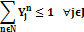 ∑_{n∈N} Y_j^n ≤ 1 ∀j∈J